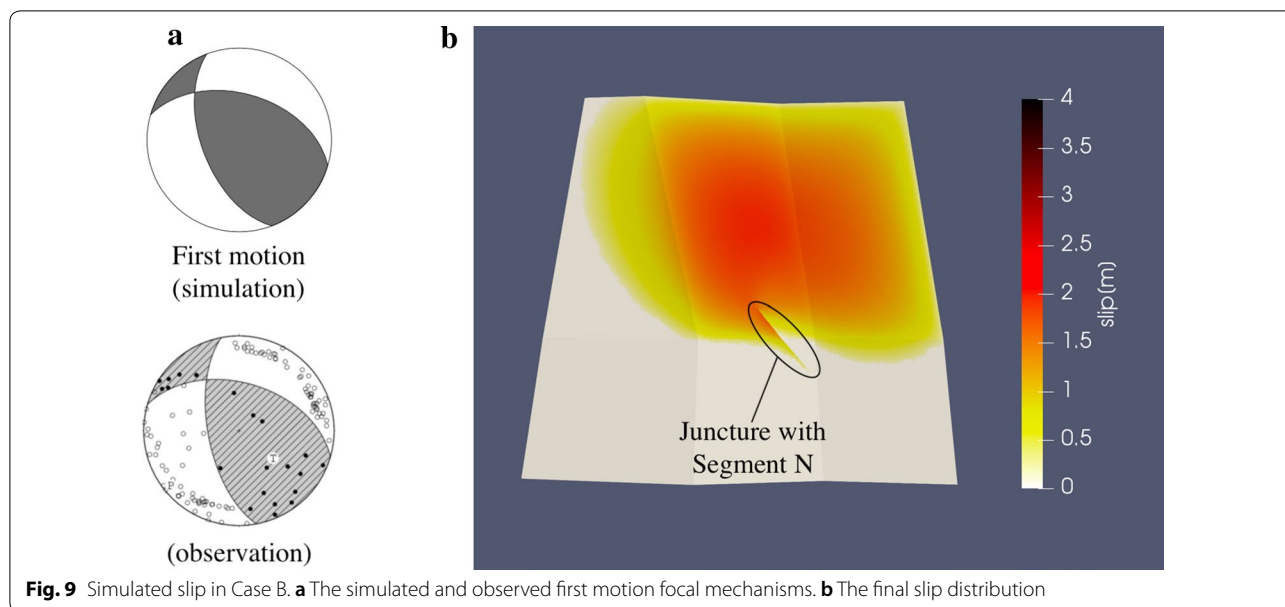 a
First motion
(simulation)
T
P
(observation)
b
Juncture with
Segment N
4
3.5
3
2.5
2
1.5
1
0.5
0
slip(m)
Fig. 9 Simulated slip in Case B. a The simulated and observed first motion focal mechanisms. b The final slip distribution